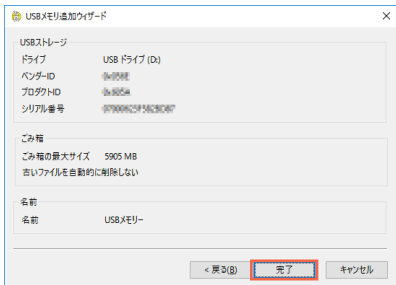 USBメモリ追加ウィザード
USBストレージ
ドライブ USB ドライブ (D:)
ベンダーID
プロダクトID
シリアル番号
ごみ箱
ごみ箱の最大サイズ 5905 MB
古いファイルを自動的に削除しない
名前
名前 USBメモリー
< 戻る(B) 完了 キャンセル